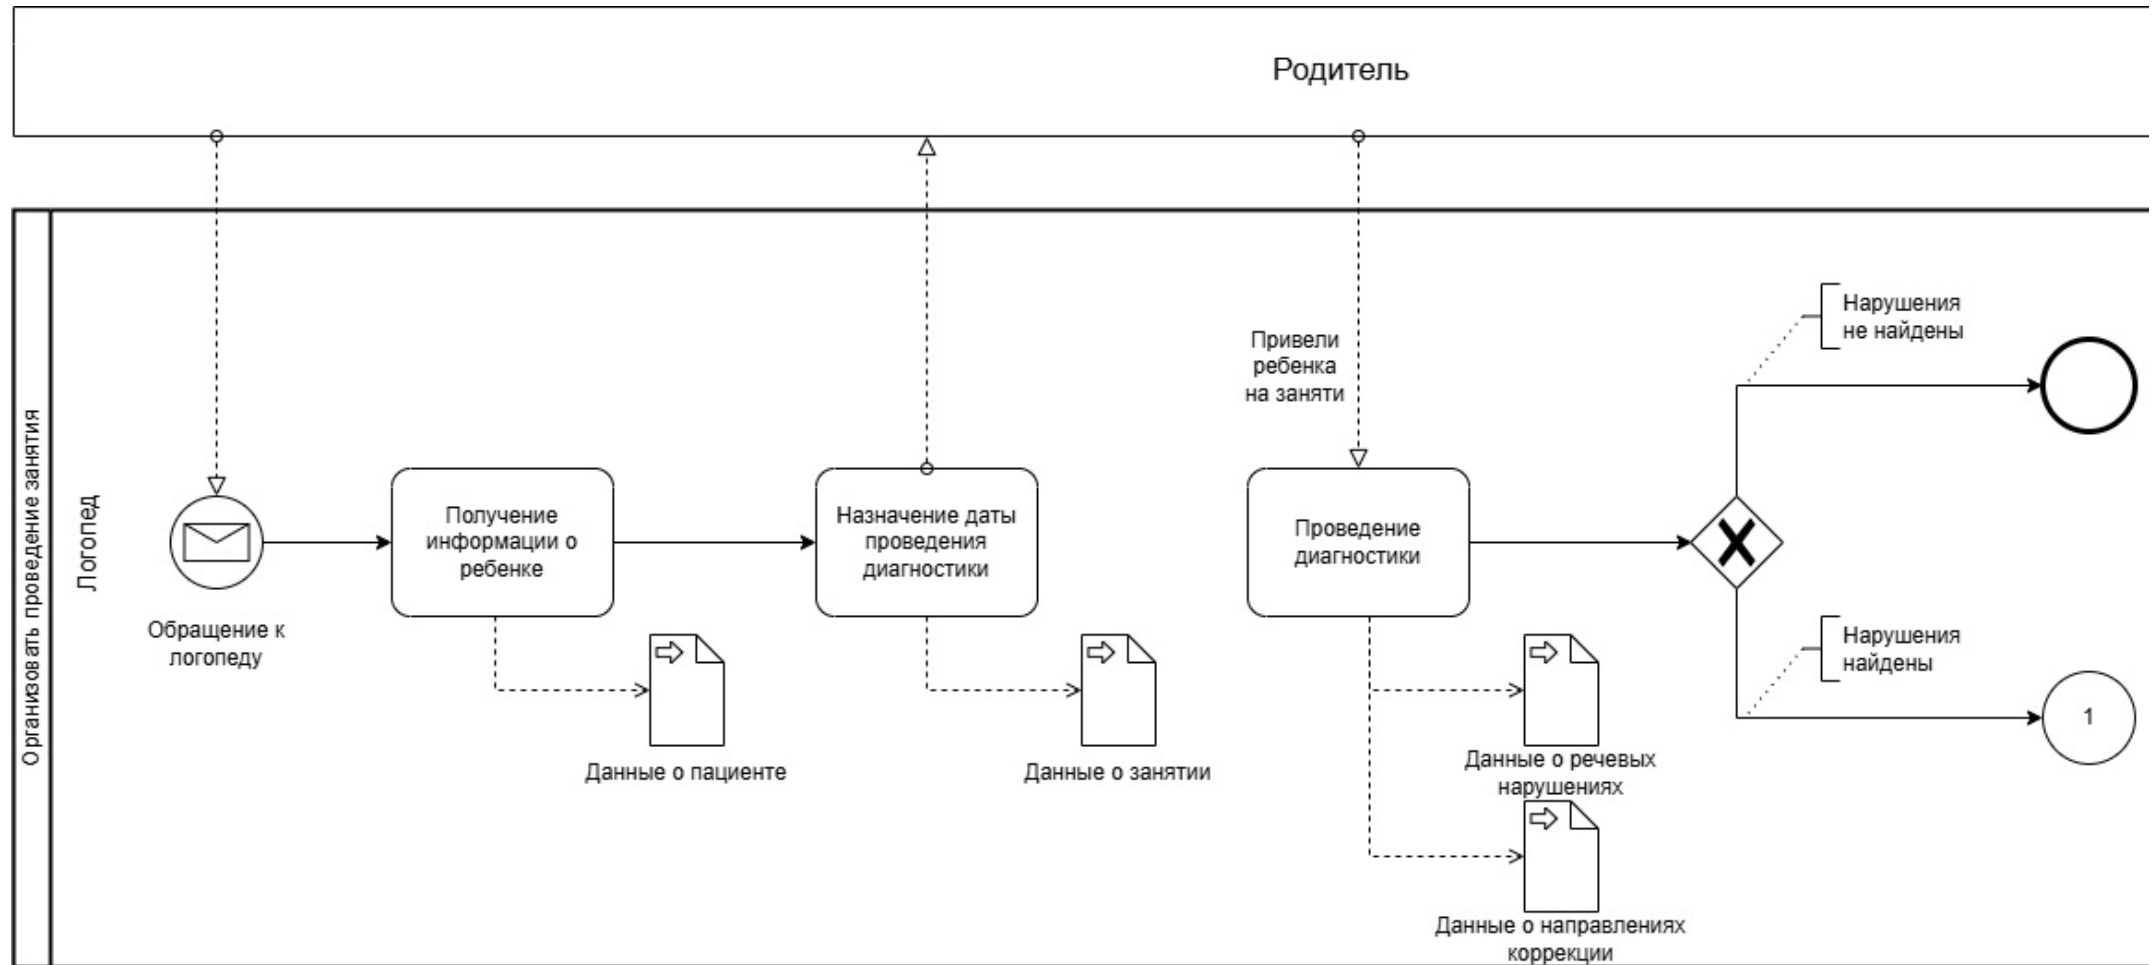 Родитель
Организовать проведение занятия
Логопед
Обращение к
логопеду
Получение
информации о
ребенке
Данные о пациенте
Назначение даты
проведения
диагностики
Данные о занятии
Привели
ребенка
на заняти
Проведение
диагностики
Данные о речевых
нарушениях
Данные о направлениях
коррекции
Нарушения
не найдены
Нарушения
найдены
1